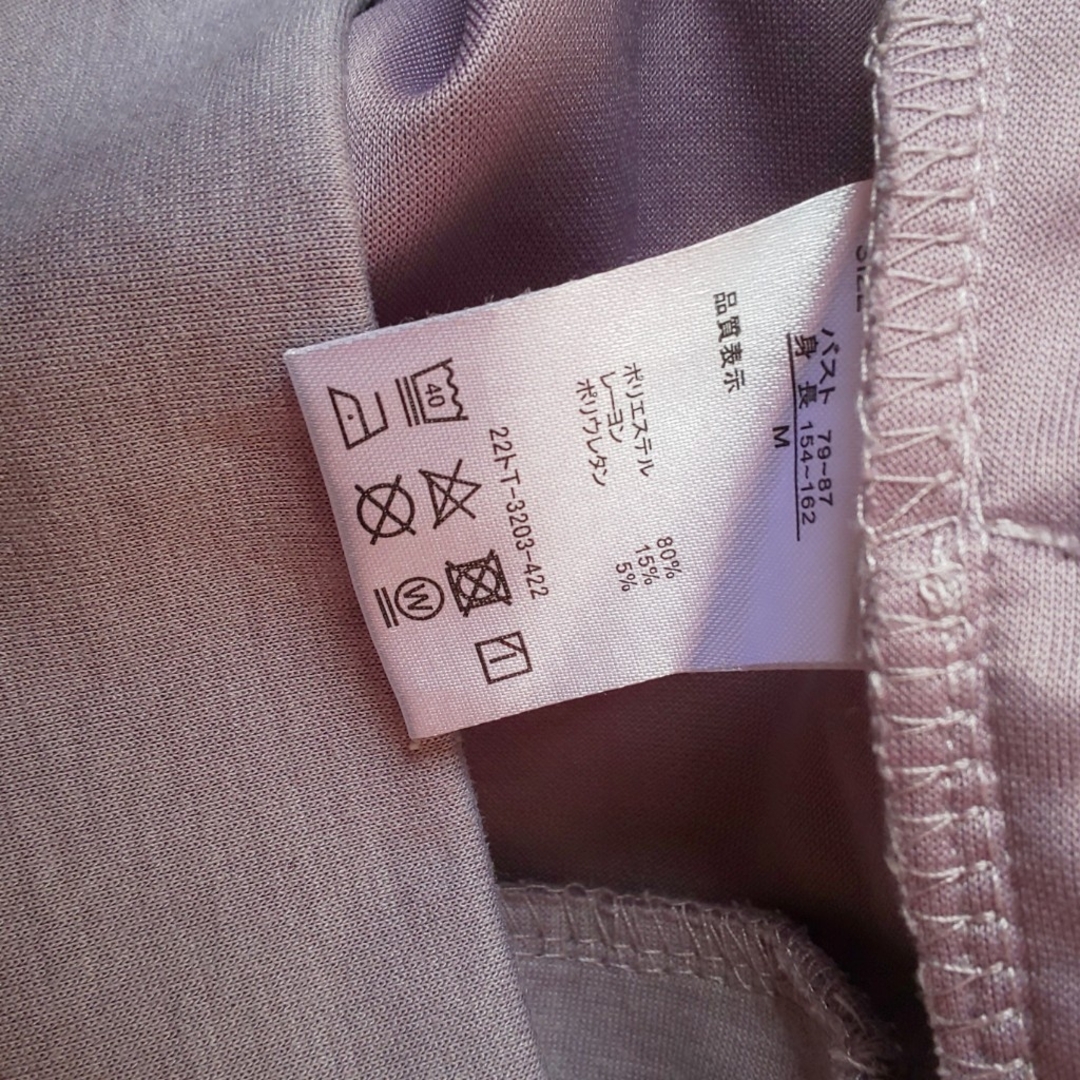 SIZE
バスト 79~87
身 長 154~162
M
品質表示
ポリエステル 80%
レーヨン 15%
ポリウレタン 5%
22トT-3203-422
40
W